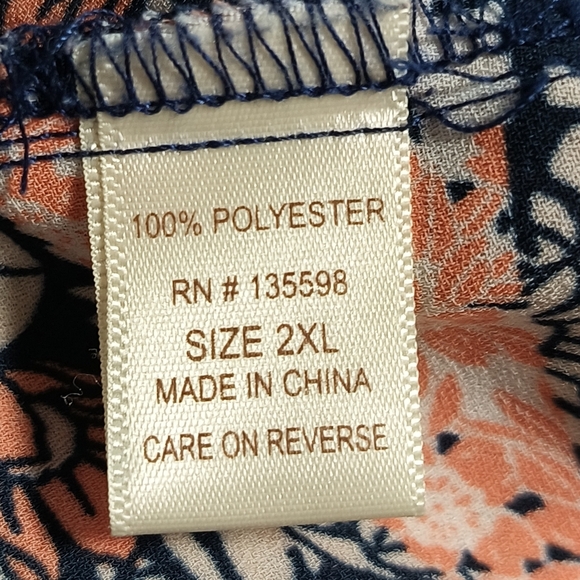 100% POLYESTER
RN # 135598
SIZE 2XL
MADE IN CHINA
CARE ON REVERSE